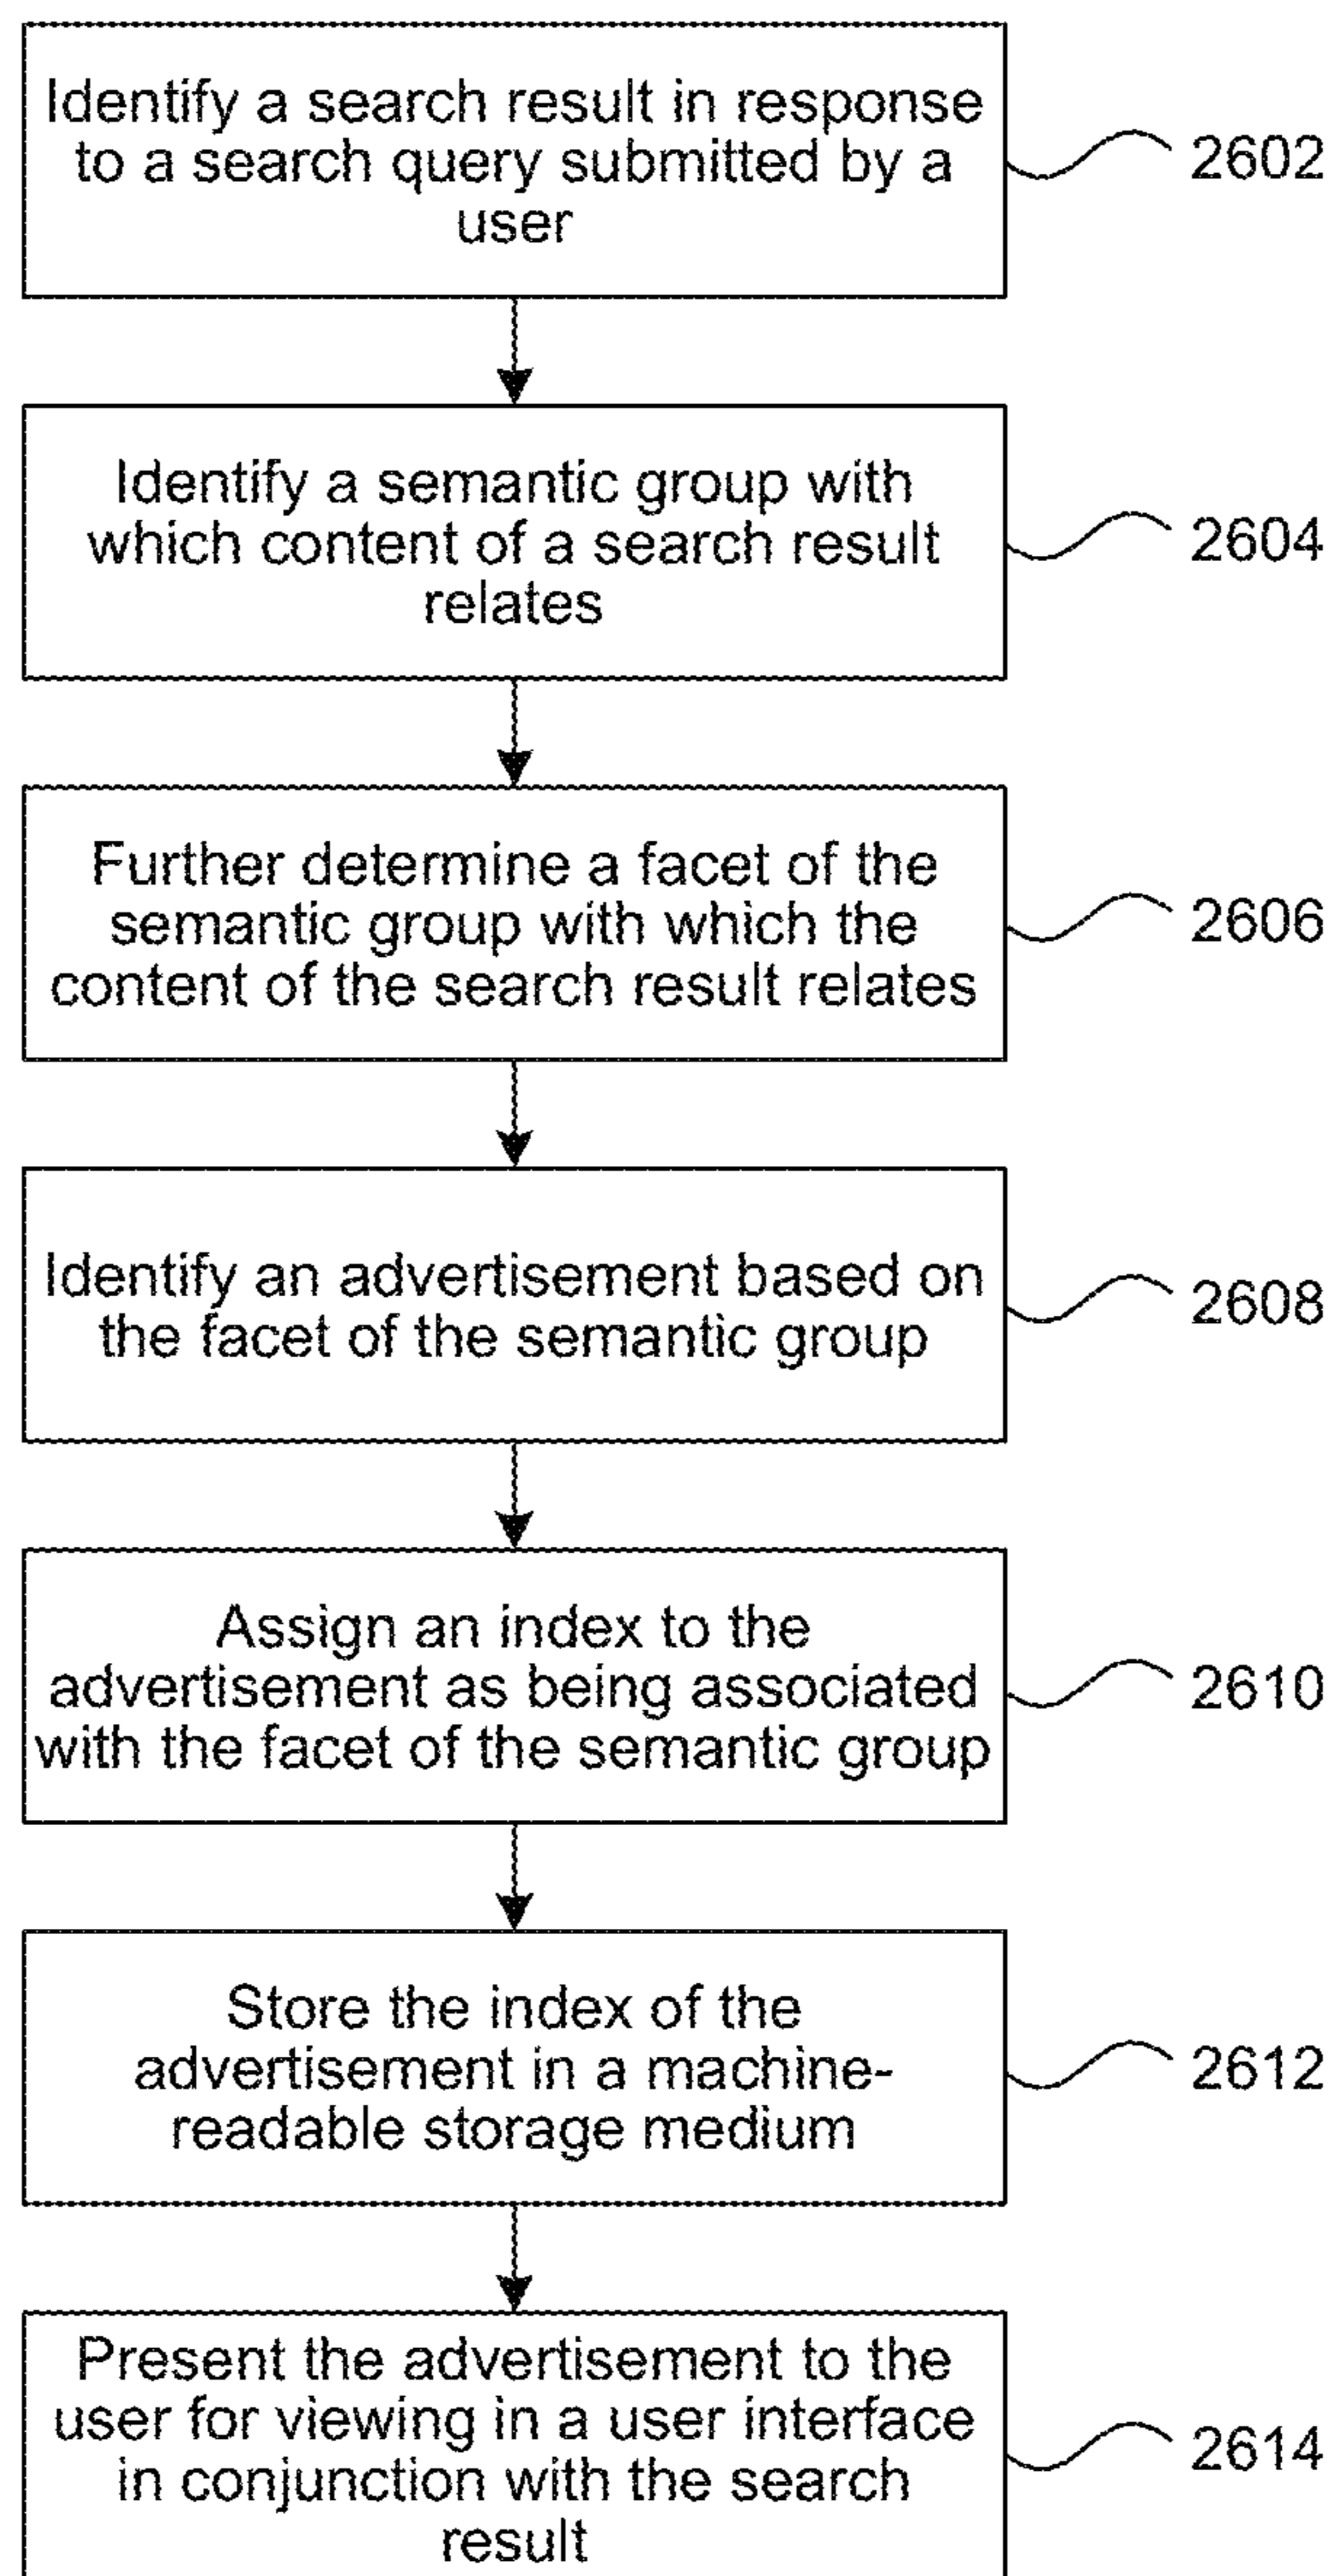 Identify a search result in response
to a search query submitted by a
user
2602
Identify a semantic group with
which content of a search result
relates
2604
Further determine a facet of the
semantic group with which the
content of the search result relates
2606
Identify an advertisement based on
the facet of the semantic group
2608
Assign an index to the
advertisement as being associated
with the facet of the semantic group
2610
Store the index of the
advertisement in a machine-
readable storage medium
2612
Present the advertisement to the
user for viewing in a user interface
in conjunction with the search
result
2614